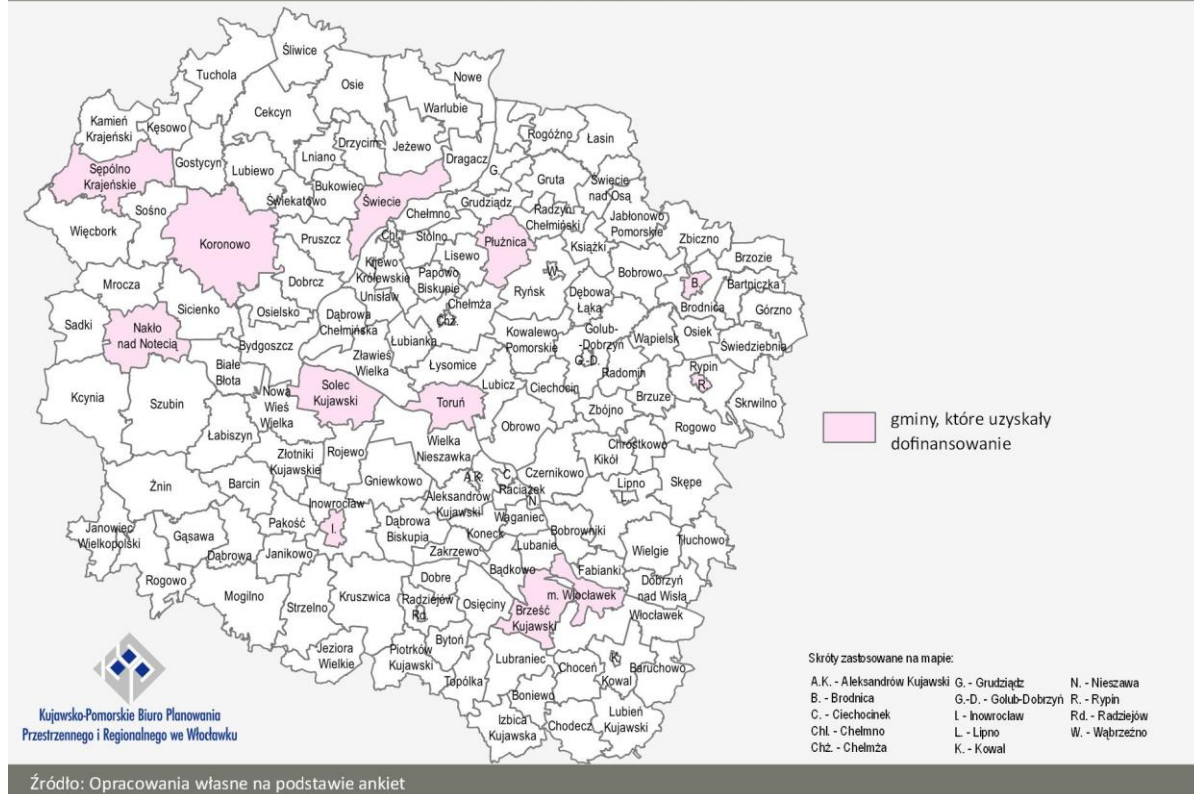 Śliwice
Tuchola
Nowe
Osie
Cekcyn
Warlubie
Kamień
Krajeński
Kęsowo
Rogóźno
Łasin
Drzycim
Jeżewo
Gostycyn
Lniano
Dragacz
Sępólno
Krajeńskie
Lubiewo
G.
Gruta
Bukowiec
Świecie
nad Osą
Świekatowo
Świecie
Grudziądz
Sośno
Chełmno
Radzyń
Chełmiński
Jabłonowo
Pomorskie
Więcbork
Koronowo
Pruszcz
Chł.
Stolno
Płużnica
Książki
Zbiczno
Lisewo
Kijewo
Królewskie
Papowo
Biskupie
W.
Bobrowo
Brzozie
Mrocza
Dobrcz
B.
Bartniczka
Unisław
Ryńsk
Dębowa
Łąka
Sicienko
Osielsko
Chełmża
Brodnica
Górzno
Sadki
Nakło
nad Notecią
Dąbrowa
Chełmińska
Chż.
Golub-
-Dobrzyń
Kowalewo
Pomorskie
Wąpielsk
Osiek
Bydgoszcz
Łubianka
Świedziebnia
Białe
Błota
Zławieś
Wielka
Łysomice
G.-D.
Radomin
Rypin
Solec
Kujawski
Lubicz
Ciechocin
R.
Kcynia
Szubin
Nowa
Wieś
Wielka
Toruń
Brzuze
Skrwilno
Zbójno
Obrowo
Rogowo
Łabiszyn
Wielka
Nieszawka
Chrostkowo
Złotniki
Kujawskie
Rojewo
Kikół
Czernikowo
Żnin
Barcin
Gniewkowo
A.K.
C.
Raciążek
Lipno
L.
Skępe
Aleksandrów
Kujawski
N.
Inowrocław
Waganiec
Pakość
I.
Dąbrowa
Biskupia
Koneck
Bobrowniki
Janowiec
Wielkopolski
Gąsawa
Tłuchowo
Dąbrowa
Janikowo
Zakrzewo
Lubanie
Wielgie
Bądkowo
Fabianki
Rogowo
Dobre
Dobrzyń
nad Wisłą
Mogilno
Kruszwica
Radziejów
m. Włocławek
Strzelno
Rd.
Osięciny
Brześć
Kujawski
Włocławek
Bytoń
Jeziora
Wielkie
Piotrków
Kujawski
Lubraniec
Choceń
K.
Kowal
Baruchowo
Topólka
Boniewo
Izbica
Kujawska
Chodecz
Lubień
Kujawski
gminy, które uzyskały
dofinansowanie
Kujawsko-Pomorskie Biuro Planowania
Przestrzennego i Regionalnego we Włocławku
Skróty zastosowane na mapie:
A.K. - Aleksandrów Kujawski G. - Grudziądz N. - Nieszawa
B. - Brodnica G.-D. - Golub-Dobrzyń R. - Rypin
C. - Ciechocinek I. - Inowrocław Rd. - Radziejów
Chł. - Chełmno L. - Lipno W. - Wąbrzeźno
Chż. - Chełmża K. - Kowal
Źródło: Opracowania własne na podstawie ankiet